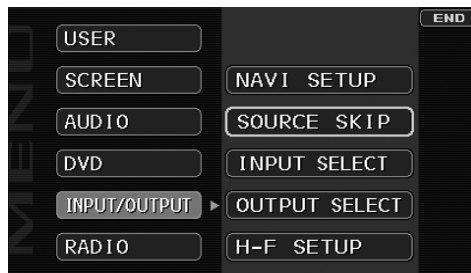 END
MENU
USER
SCREEN
NAVI SETUP
AUDIO
SOURCE SKIP
DVD
INPUT SELECT
INPUT/OUTPUT
OUTPUT SELECT
RADIO
H-F SETUP